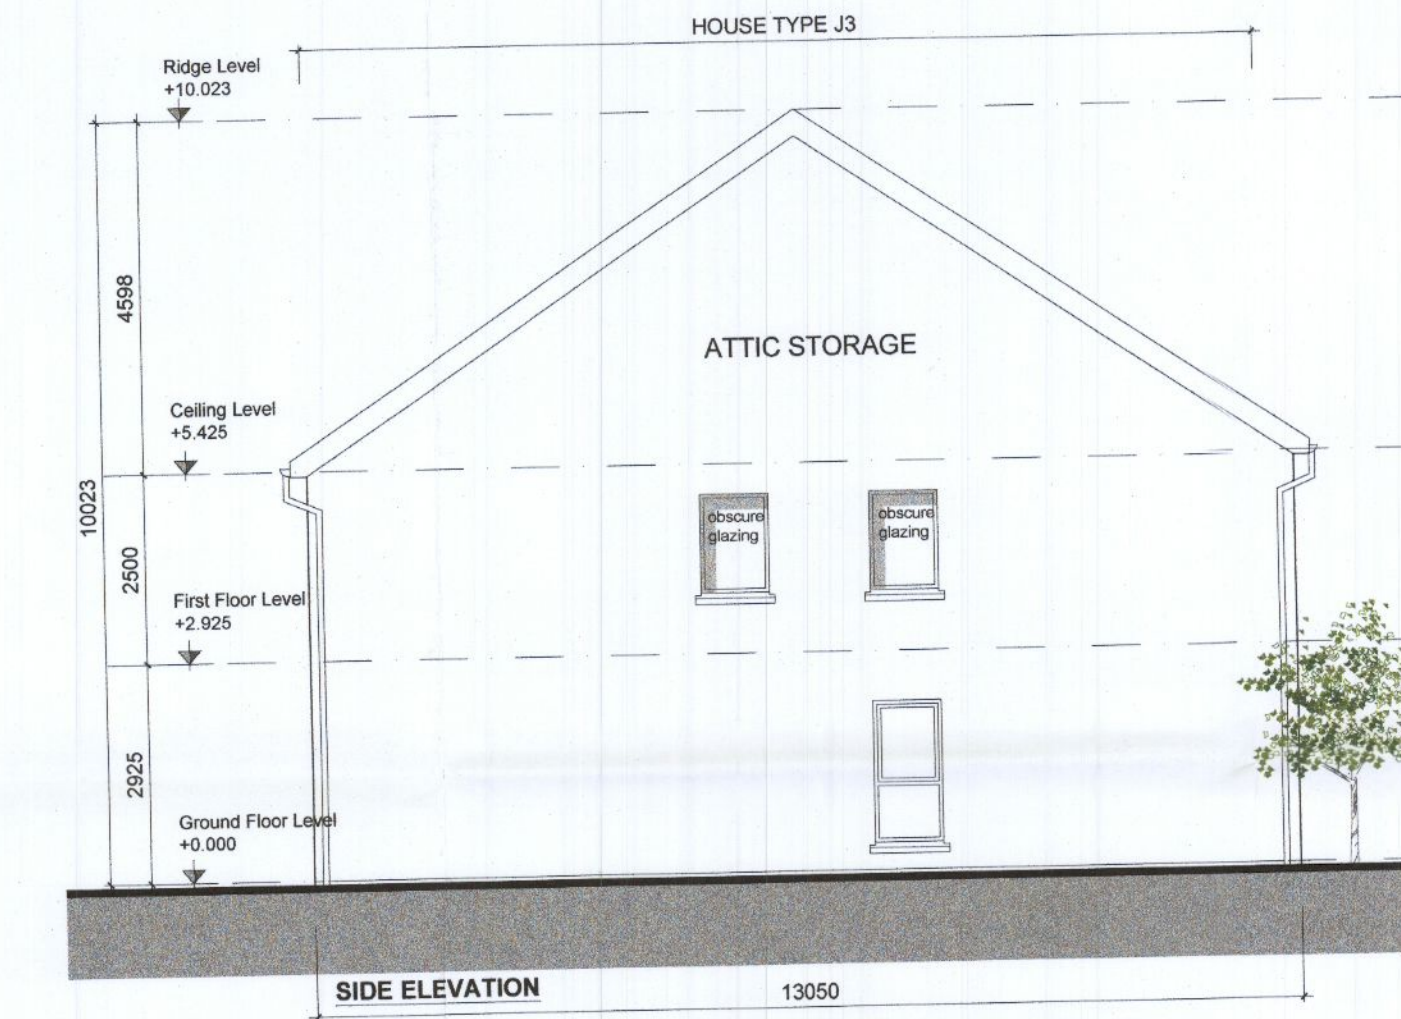 HOUSE TYPE J3
Ridge Level
+10.023
4598
ATTIC STORAGE
Ceiling Level
+5.425
10023
obscure
glazing
obscure
glazing
2500
First Floor Level
+2.925
2925
Ground Floor Level
+0.000
SIDE ELEVATION
13050